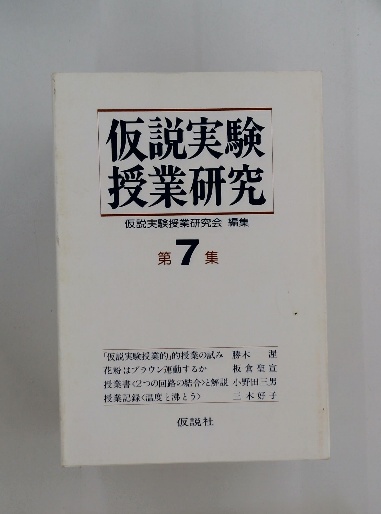 仮説実験
授業研究
仮説実験授業研究会 編集
第7集
「仮説実験授業的」的授業の試み 勝木 渥
花粉はブラウン運動するか 板倉聖宣
授業書〈2つの回路の結合〉と解説 小野田三男
授業記録〈温度と沸とう〉 三木好子
仮説社